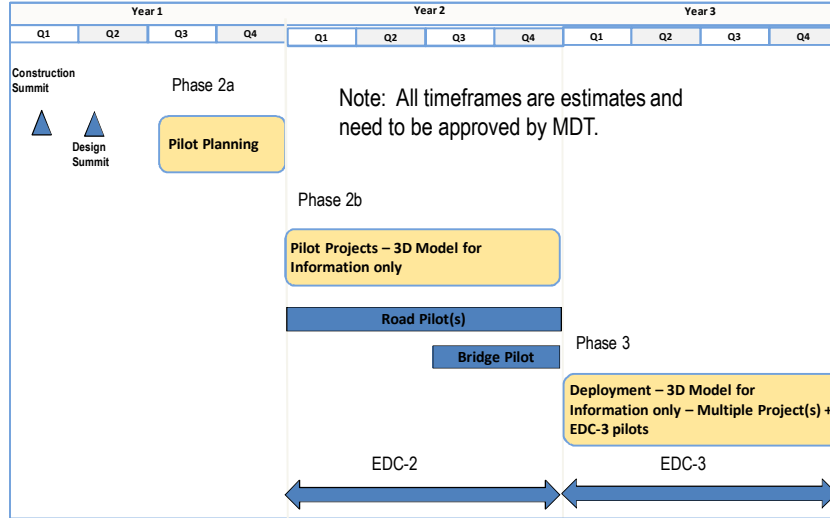 Year 1 Year 2 Year 3
Q1 Q2 Q3 Q4 Q1 Q2 Q3 Q4 Q1 Q2 Q3 Q4
Construction
Summit
Phase 2a
Design
Summit
Pilot Planning
Note:  All timeframes are estimates and
need to be approved by MDT.
Phase 2b
Pilot Projects – 3D Model for
Information only
Road Pilot(s)
Bridge Pilot
Phase 3
Deployment – 3D Model for
Information only – Multiple Project(s) +
EDC-3 pilots
EDC-2
EDC-3